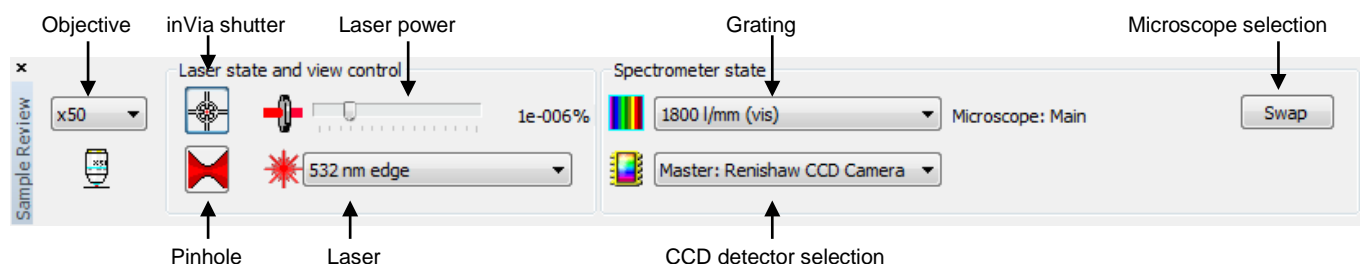 Objective inVia shutter Laser power Grating Microscope selection
x
Sample Review
Laser state and view control
Spectrometer state
x50
1e-006%
1800 l/mm (vis)
Microscope: Main
Swap
x50
532 nm edge
Master: Renishaw CCD Camera
Pinhole Laser CCD detector selection